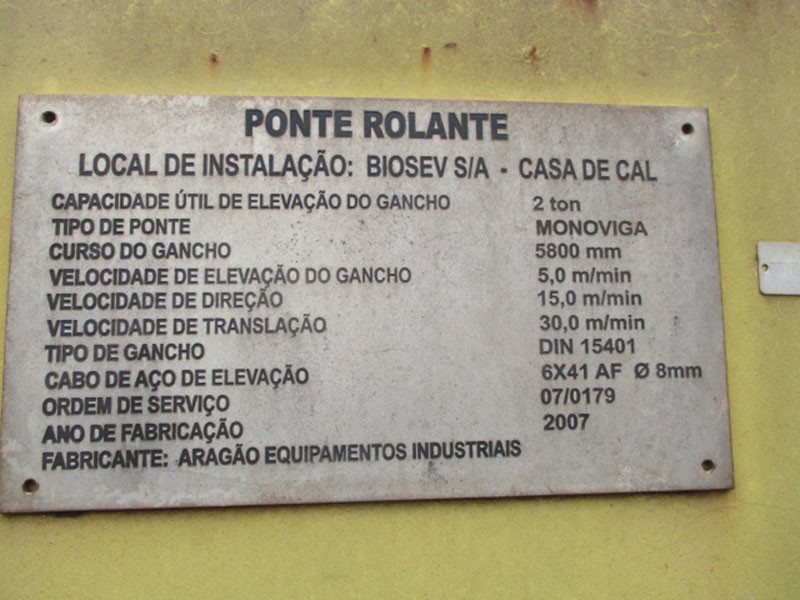 PONTE ROLANTE
LOCAL DE INSTALAÇÃO: BIOSEV S/A - CASA DE CAL
CAPACIDADE ÚTIL DE ELEVAÇÃO DO GANCHO 2 ton
TIPO DE PONTE MONOVIGA
CURSO DO GANCHO 5800 mm
VELOCIDADE DE ELEVAÇÃO DO GANCHO 5,0 m/min
VELOCIDADE DE DIREÇÃO 15,0 m/min
VELOCIDADE DE TRANSLAÇÃO 30,0 m/min
TIPO DE GANCHO DIN 15401
CABO DE AÇO DE ELEVAÇÃO 6X41 AF Ø 8mm
ORDEM DE SERVIÇO 07/0179
ANO DE FABRICAÇÃO 2007
FABRICANTE: ARAGÃO EQUIPAMENTOS INDUSTRIAIS